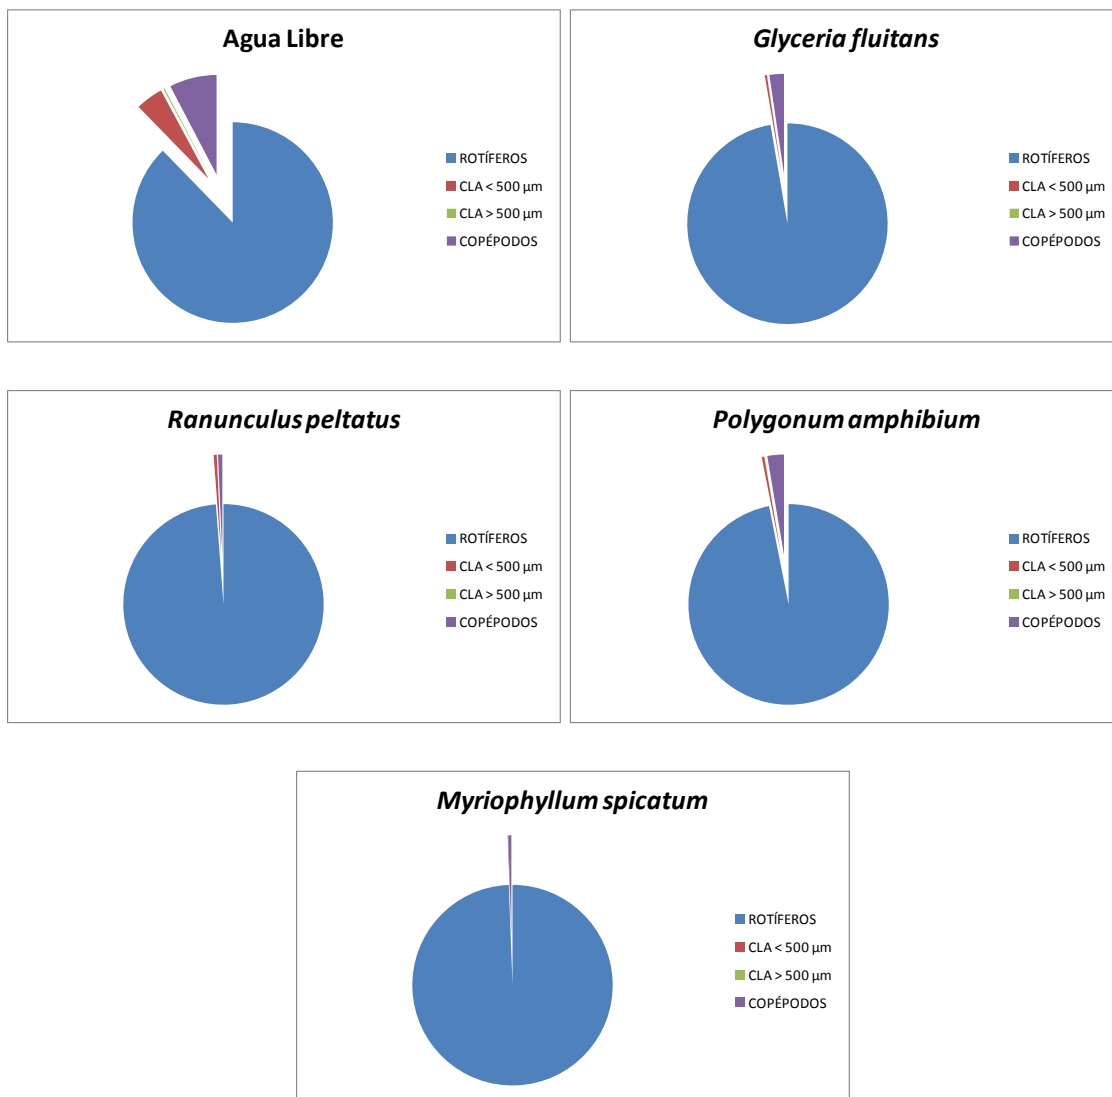 Agua Libre
ROTÍFEROS
CLA < 500 µm
CLA > 500 µm
COPÉPODOS
Glyceria fluitans
ROTÍFEROS
CLA < 500 µm
CLA > 500 µm
COPÉPODOS
Ranunculus peltatus
ROTÍFEROS
CLA < 500 µm
CLA > 500 µm
COPÉPODOS
Polygonum amphibium
ROTÍFEROS
CLA < 500 µm
CLA > 500 µm
COPÉPODOS
Myriophyllum spicatum
ROTÍFEROS
CLA < 500 µm
CLA > 500 µm
COPÉPODOS